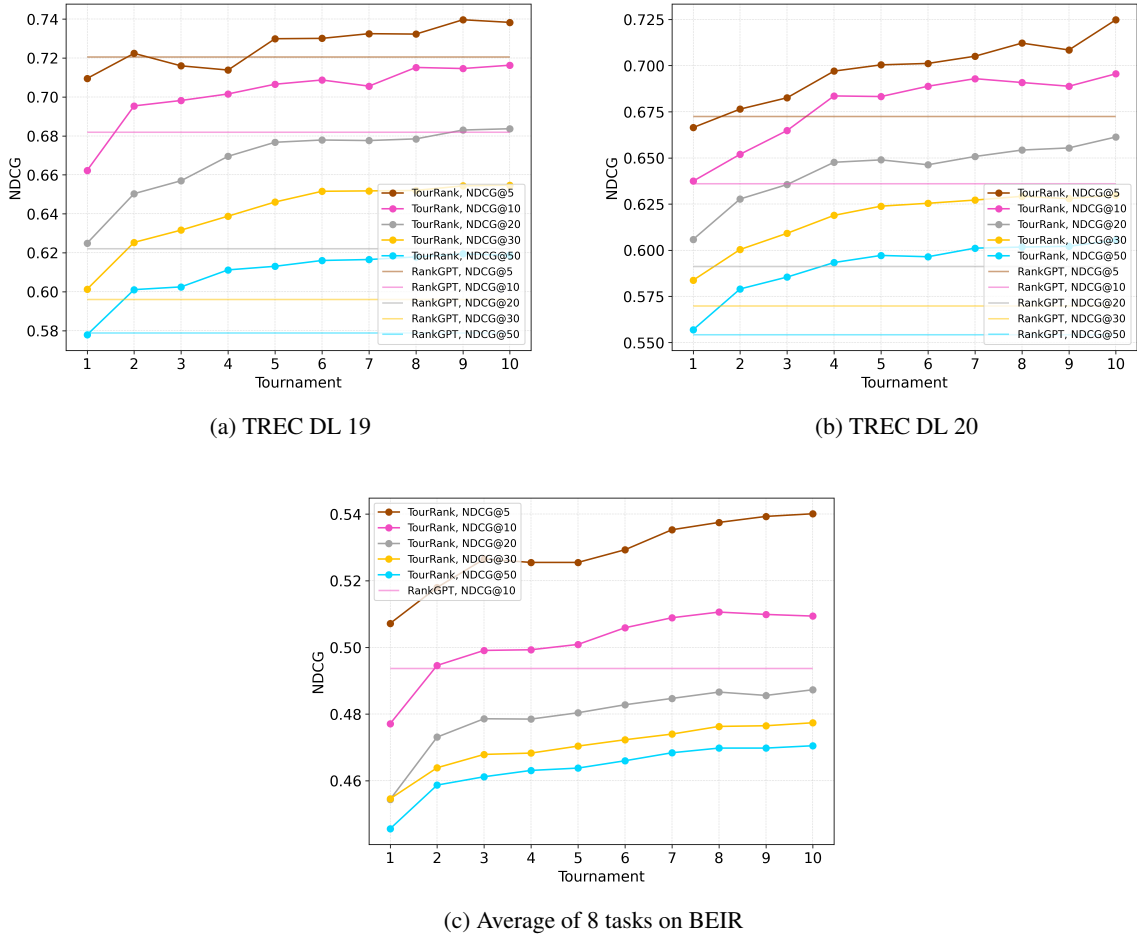 0.74
0.72
0.70
0.68
0.66
0.64
0.62
0.60
0.58
NDCG
1 2 3 4 5 6 7 8 9 10
Tournament
TourRank, NDCG@5
TourRank, NDCG@10
TourRank, NDCG@20
TourRank, NDCG@30
TourRank, NDCG@50
RankGPT, NDCG@5
RankGPT, NDCG@10
RankGPT, NDCG@20
RankGPT, NDCG@30
RankGPT, NDCG@50
(a) TREC DL 19
0.725
0.700
0.675
0.650
0.625
0.600
0.575
0.550
NDCG
1 2 3 4 5 6 7 8 9 10
Tournament
TourRank, NDCG@5
TourRank, NDCG@10
TourRank, NDCG@20
TourRank, NDCG@30
TourRank, NDCG@50
RankGPT, NDCG@5
RankGPT, NDCG@10
RankGPT, NDCG@20
RankGPT, NDCG@30
RankGPT, NDCG@50
(b) TREC DL 20
0.54
0.52
0.50
0.48
0.46
NDCG
TourRank, NDCG@5
TourRank, NDCG@10
TourRank, NDCG@20
TourRank, NDCG@30
TourRank, NDCG@50
RankGPT, NDCG@10
1 2 3 4 5 6 7 8 9 10
Tournament
(c) Average of 8 tasks on BEIR